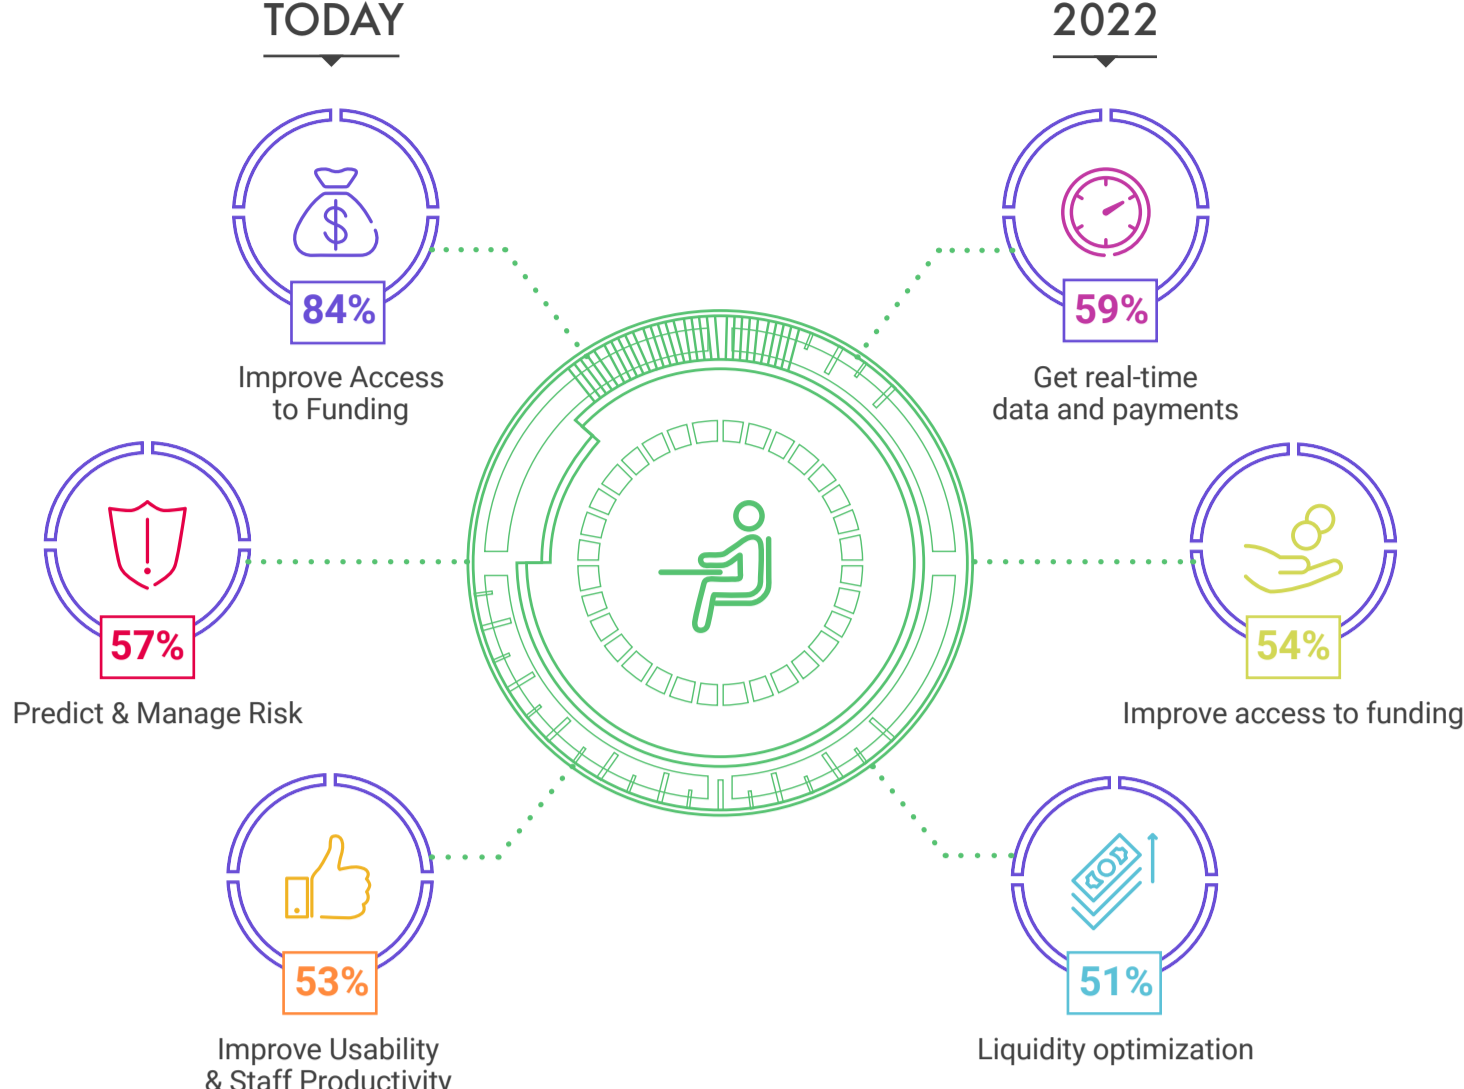 TODAY
84%
Improve Access
to Funding
57%
Predict & Manage Risk
53%
Improve Usability
& Staff Productivity
2022
59%
Get real-time
data and payments
54%
Improve access to funding
51%
Liquidity optimization